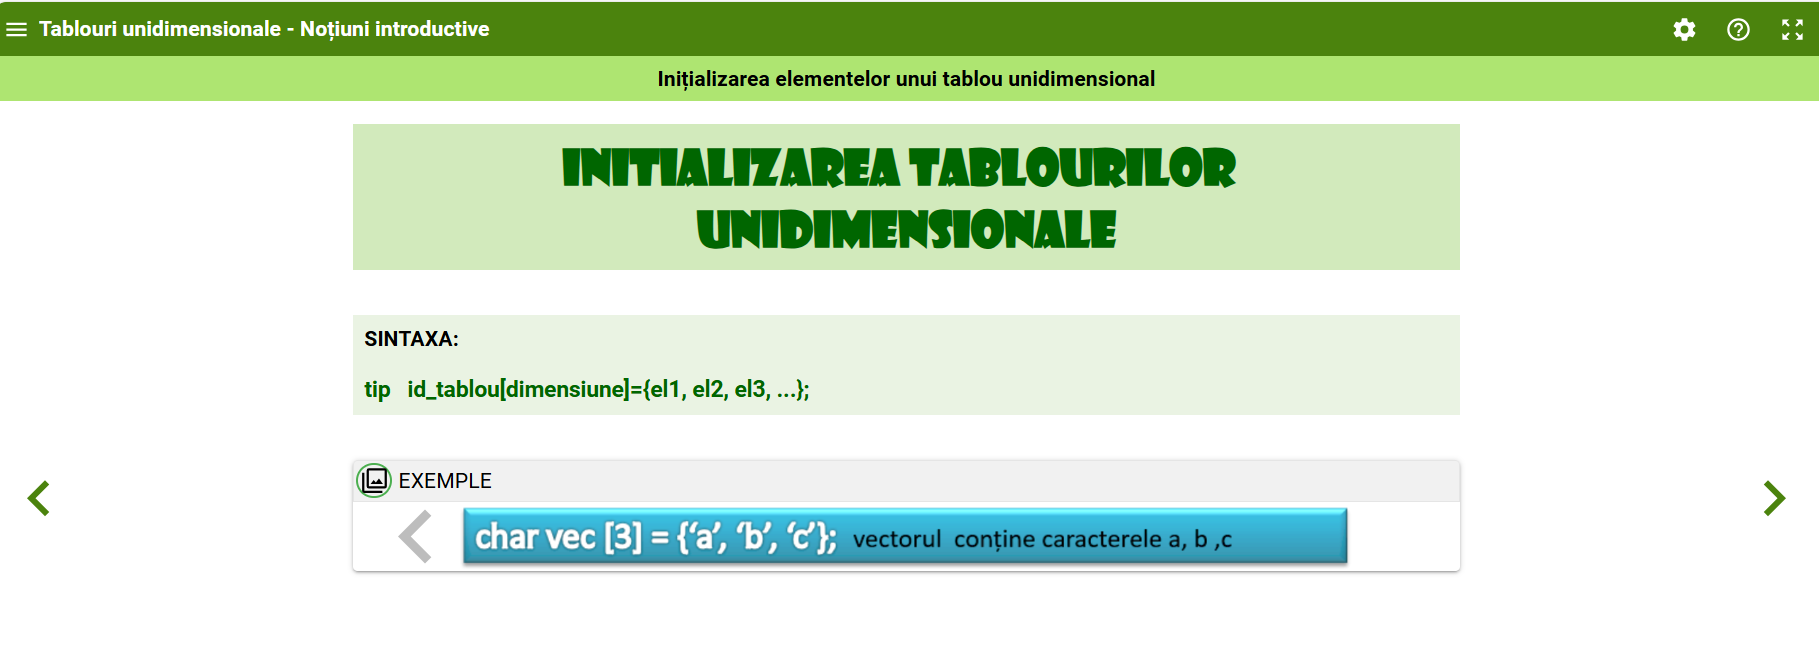 Tablouri unidimensionale - Noțiuni introductive
Inițializarea elementelor unui tablou unidimensional
INITIALIZAREA TABLOURILOR
UNIDIMENSIONALE
SINTAXA:
tip id_tablou[dimensiune]={el1, el2, el3, ...};
EXEMPLE
char vec [3] = {‘a’, ‘b’, ‘c’}; vectorul conține caracterele a, b ,c